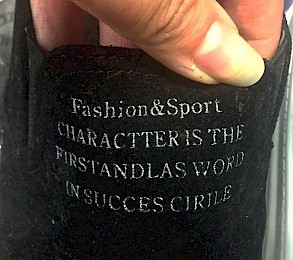 Fashion&Sport
CHARACTTER IS THE
FIRSTANDLAS WORD
IN SUCCES CIRILE